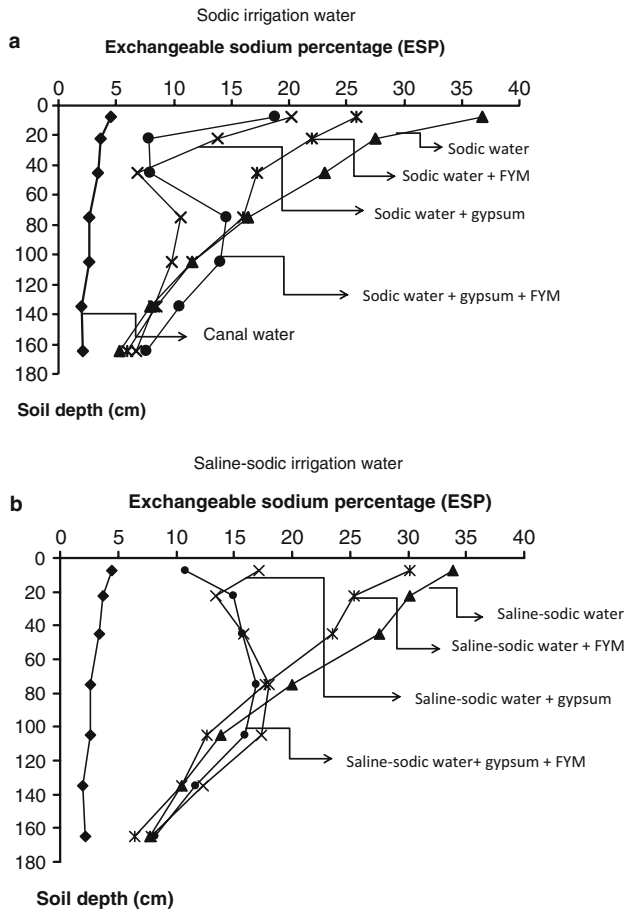 Sodic irrigation water
a
Exchangeable sodium percentage (ESP)
0 5 10 15 20 25 30 35 40
0
20
40
60
80
100
120
140
160
180
Sodic water
Sodic water + FYM
Sodic water + gypsum
Sodic water + gypsum + FYM
Canal water
Soil depth (cm)
Saline-sodic irrigation water
b
Exchangeable sodium percentage (ESP)
0 5 10 15 20 25 30 35 40
0
20
40
60
80
100
120
140
160
180
Saline-sodic water
Saline-sodic water + FYM
Saline-sodic water + gypsum
Saline-sodic water+ gypsum + FYM
Soil depth (cm)